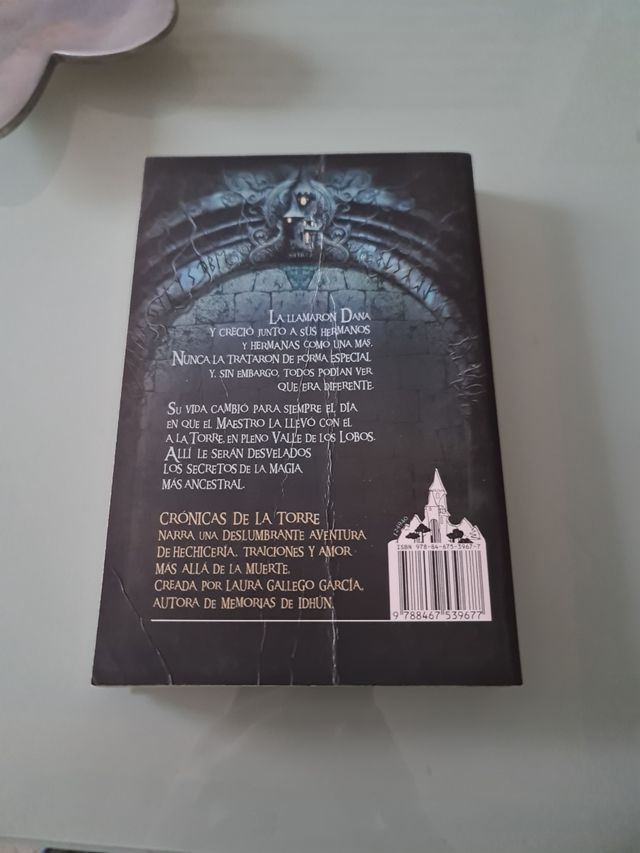 LA LLAMARON DANA
Y CRECIÓ JUNTO A SUS HERMANOS
Y HERMANAS COMO UNA MÁS.
NUNCA LA TRATARON DE FORMA ESPECIAL
Y, SIN EMBARGO, TODOS PODÍAN VER
QUE ERA DIFERENTE.
SU VIDA CAMBIÓ PARA SIEMPRE EL DÍA
EN QUE EL MAESTRO LA LLEVÓ CON ÉL
A LA TORRE, EN PLENO VALLE DE LOS LOBOS.
ALLÍ LE SERÁN DESVELADOS
LOS SECRETOS DE LA MAGIA
MÁS ANCESTRAL.
CRÓNICAS DE LA TORRE
NARRA UNA DESLUMBRANTE AVENTURA
DE HECHICERÍA, TRAICIONES Y AMOR
MÁS ALLÁ DE LA MUERTE.
CREADA POR LAURA GALLEGO GARCÍA,
AUTORA DE MEMORIAS DE IDHÚN.
ISBN 978-84-675-3967-7
9 788467 539677